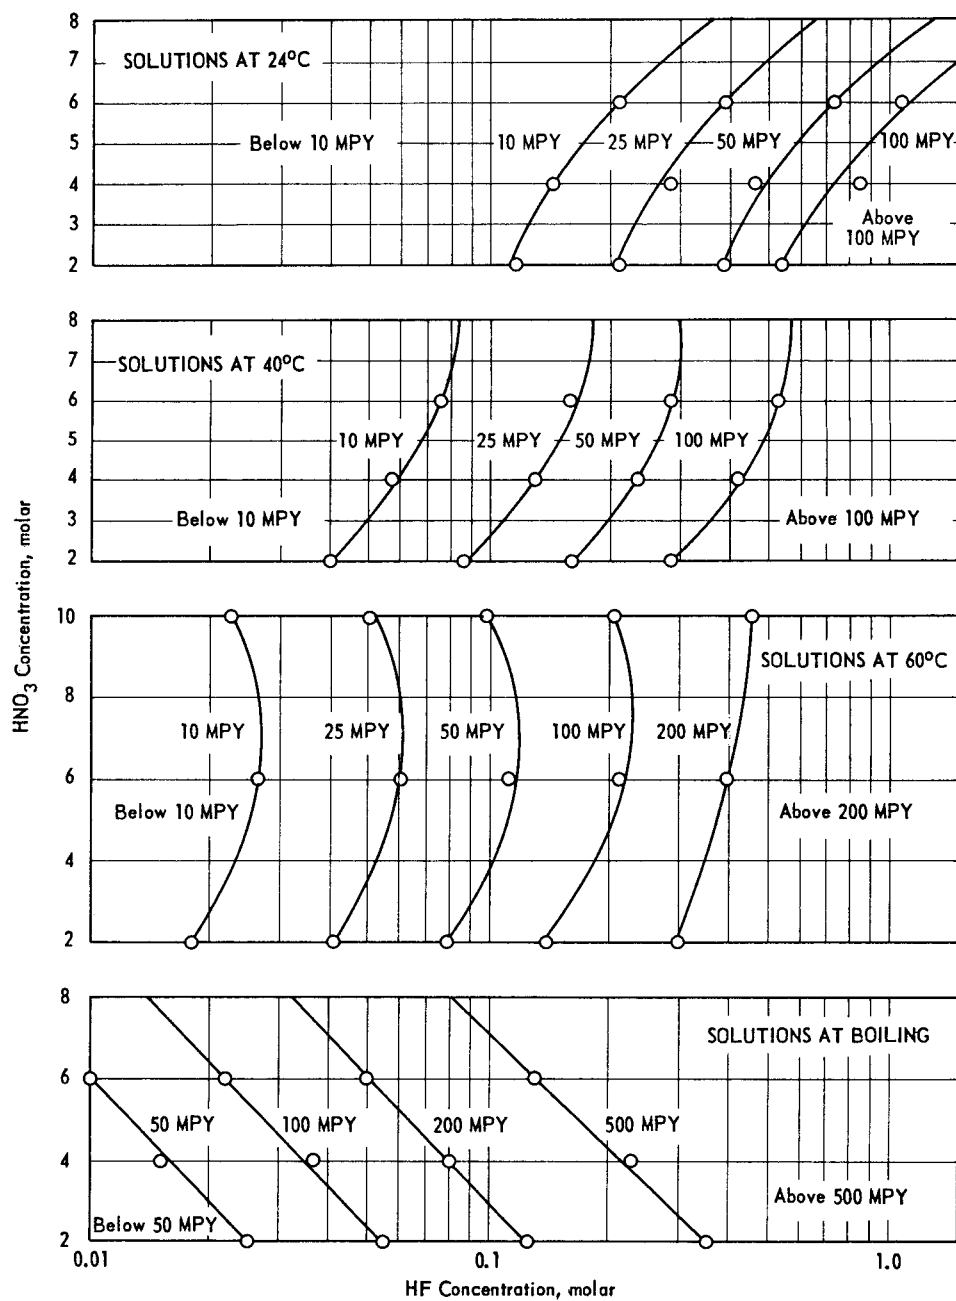 8
SOLUTIONS AT 24°C
7
6
5
Below 10 MPY 10 MPY 25 MPY 50 MPY 100 MPY
4
3
Above
100 MPY
2
8
7
SOLUTIONS AT 40°C
6
5
10 MPY 25 MPY 50 MPY 100 MPY
4
3
Below 10 MPY Above 100 MPY
2
HNO3 Concentration, molar
10
SOLUTIONS AT 60°C
8
10 MPY 25 MPY 50 MPY 100 MPY 200 MPY
6
Below 10 MPY Above 200 MPY
4
2
8
SOLUTIONS AT BOILING
6
50 MPY 100 MPY 200 MPY 500 MPY
4
Below 50 MPY Above 500 MPY
2
0.01 0.1 1.0
HF Concentration, molar